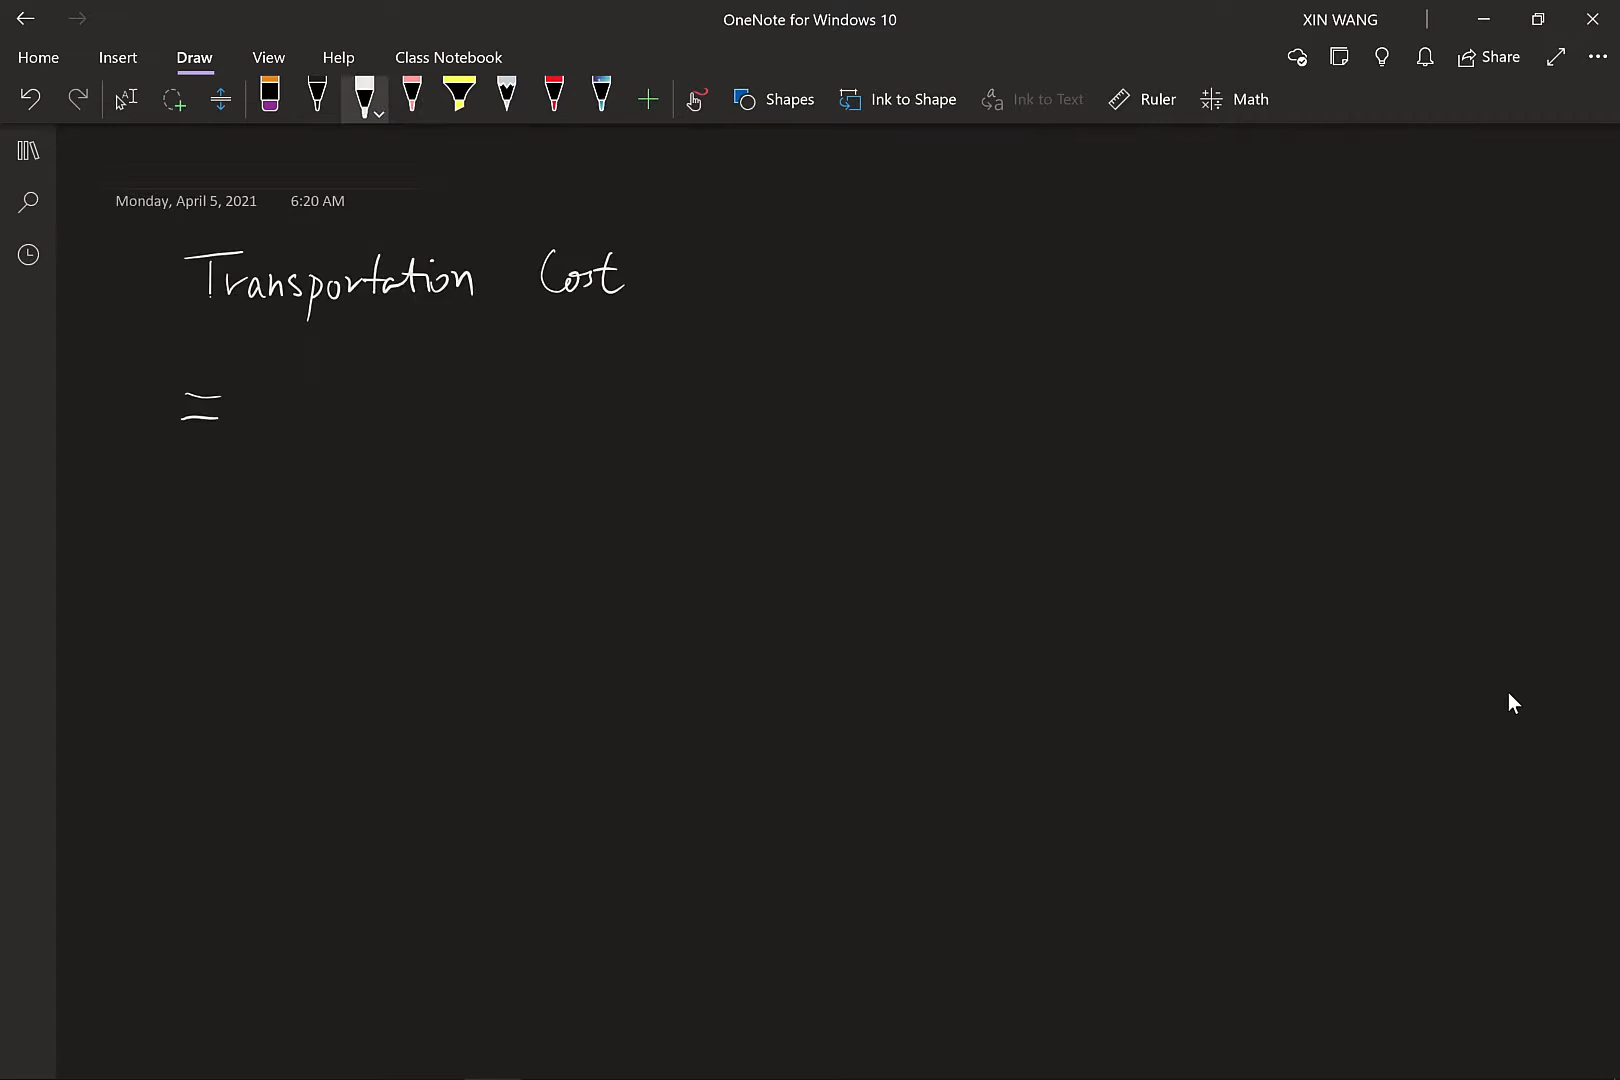 OneNote for Windows 10
XIN WANG
Home Insert Draw View Help Class Notebook
Share
Shapes Ink to Shape Ink to Text Ruler Math
Monday, April 5, 2021 6:20 AM
Transportation Cost
=